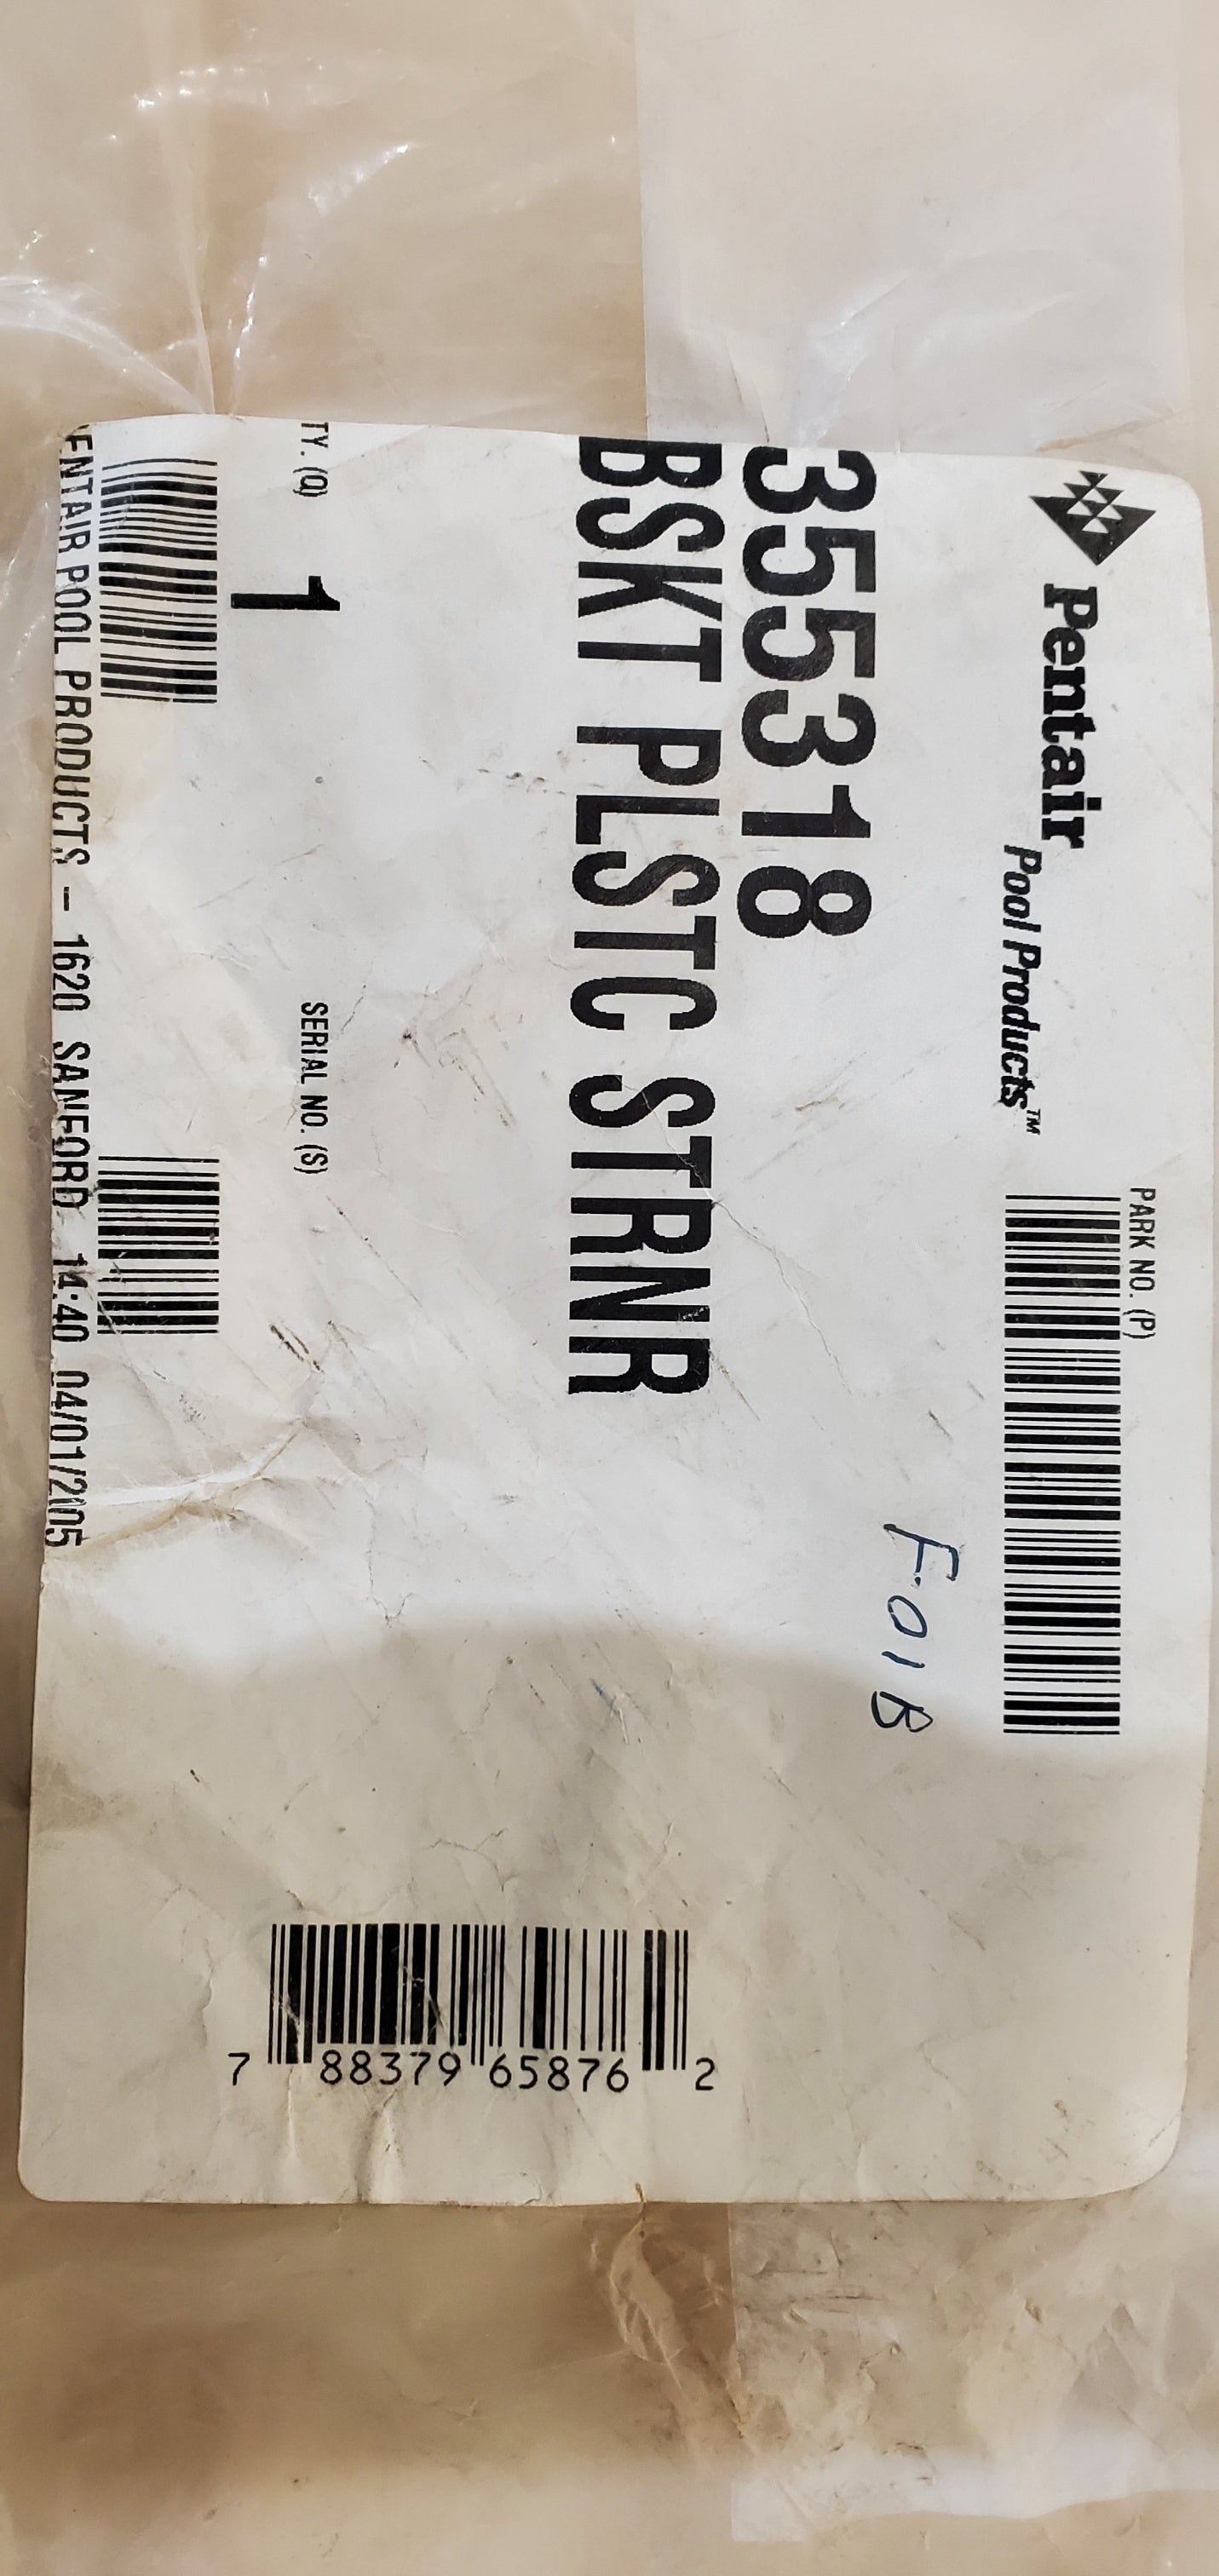 Pentair Pool Products™
PARK NO. (P)
355318
F01B
BSKT PLSTC STRNR
TY. (Q)
1
SERIAL NO. (S)
ENTAIR POOL PRODUCTS - 1620 SANFORD 14:40 04/01/2005
7 88379 65876 2